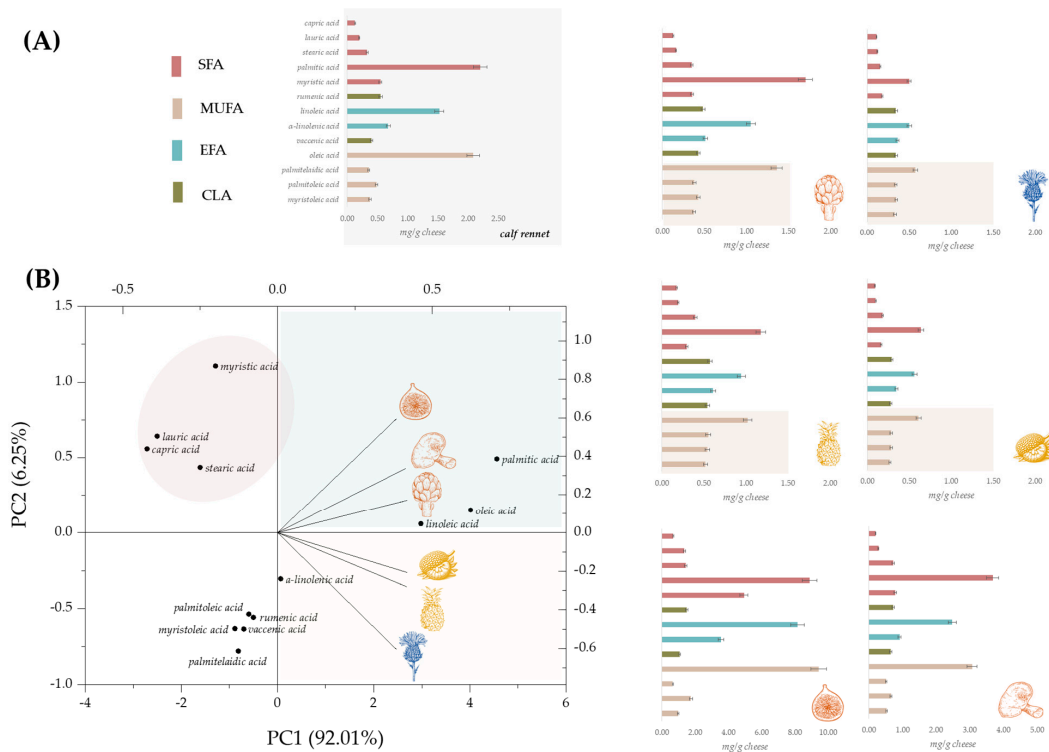 (A)
SFA
MUFA
EFA
CLA
capric acid
lauric acid
stearic acid
palmitic acid
myristic acid
rumenic acid
linoleic acid
a-linolenic acid
vaccenic acid
oleic acid
palmitelaidic acid
palmitoleic acid
myristoleic acid
0.00 0.50 1.00 1.50 2.00 2.50
mg/g cheese
calf rennet
0.00 0.50 1.00 1.50 2.00
mg/g cheese
0.00 0.50 1.00 1.50 2.00
mg/g cheese
(B)
-0.5 0.0 0.5
1.5
1.0
0.5
0.0
-0.5
-1.0
PC2 (6.25%)
1.0
0.8
0.6
0.4
0.2
0.0
-0.2
-0.4
-0.6
myristic acid
lauric acid
capric acid
stearic acid
palmitic acid
oleic acid
linoleic acid
a-linolenic acid
palmitoleic acid
rumenic acid
myristoleic acid
vaccenic acid
palmitelaidic acid
-4 -2 0 2 4 6
PC1 (92.01%)
0.00 0.50 1.00 1.50 2.00
mg/g cheese
0.00 0.50 1.00 1.50 2.00
mg/g cheese
0.00 2.00 4.00 6.00 8.00 10.00
mg/g cheese
0.00 1.00 2.00 3.00 4.00 5.00
mg/g cheese